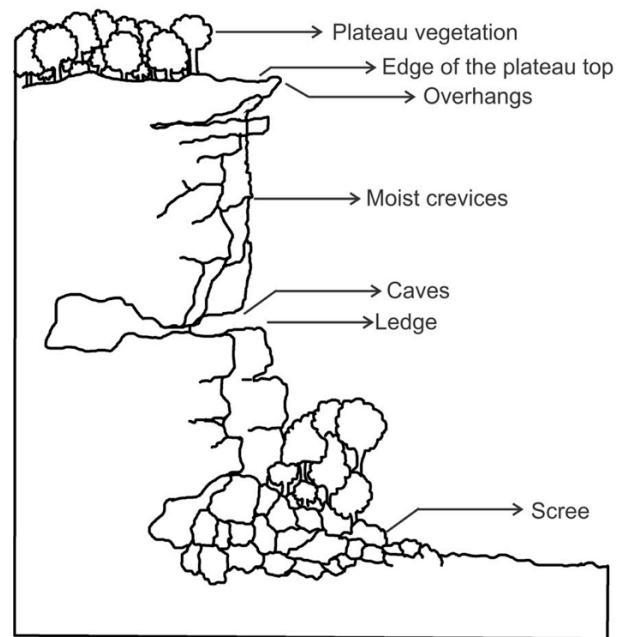 Plateau vegetation
Edge of the plateau top
Overhangs
Moist crevices
Caves
Ledge
Scree